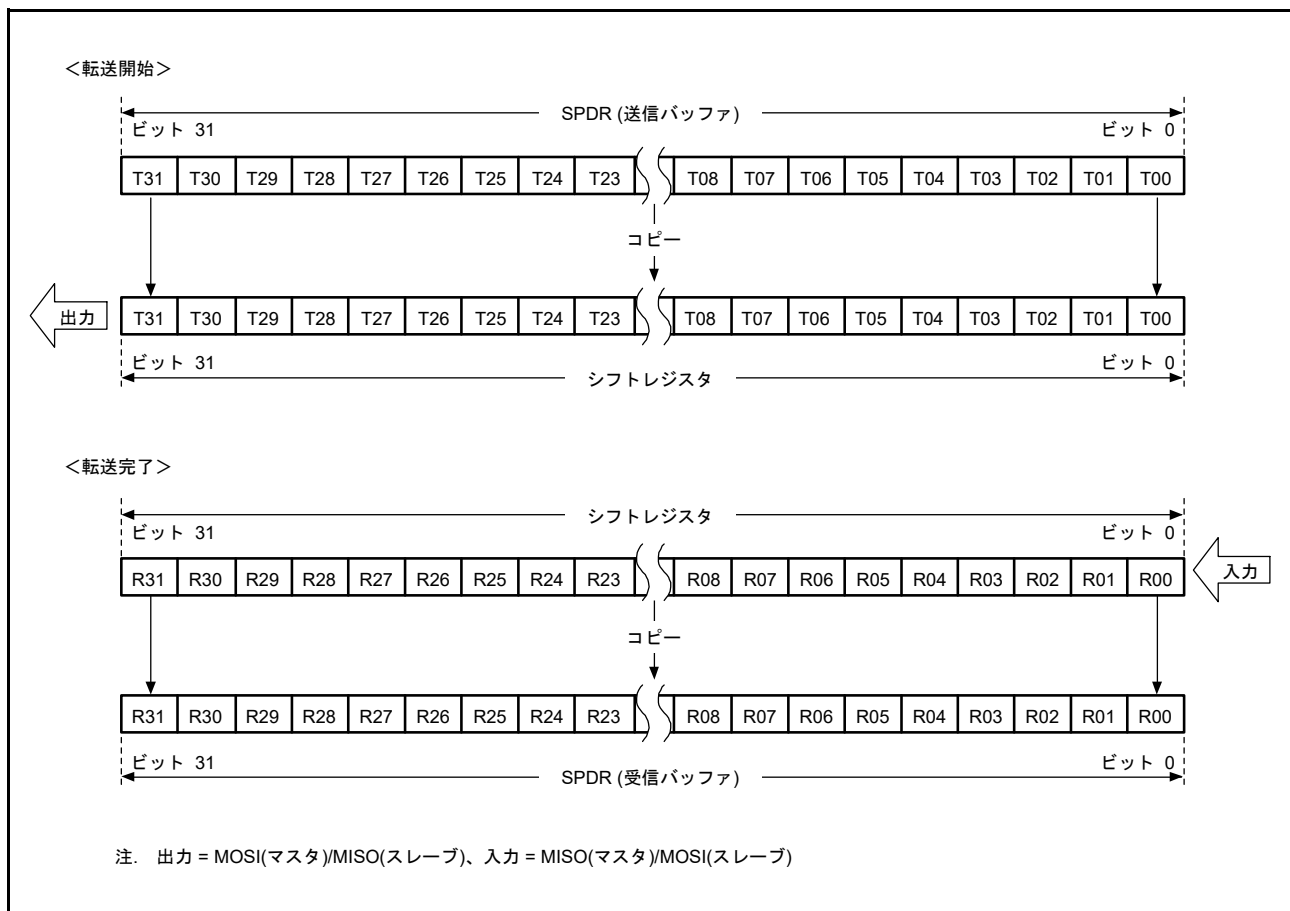 ＜転送開始＞
SPDR (送信バッファ)
ビット 31 ビット 0
T31 T30 T29 T28 T27 T26 T25 T24 T23 T08 T07 T06 T05 T04 T03 T02 T01 T00
コピー
出力 T31 T30 T29 T28 T27 T26 T25 T24 T23 T08 T07 T06 T05 T04 T03 T02 T01 T00
ビット 31 ビット 0
シフトレジスタ
＜転送完了＞
シフトレジスタ
ビット 31 ビット 0
R31 R30 R29 R28 R27 R26 R25 R24 R23 R08 R07 R06 R05 R04 R03 R02 R01 R00 入力
コピー
R31 R30 R29 R28 R27 R26 R25 R24 R23 R08 R07 R06 R05 R04 R03 R02 R01 R00
ビット 31 ビット 0
SPDR (受信バッファ)
注. 出力 = MOSI(マスタ)/MISO(スレーブ)、入力 = MISO(マスタ)/MOSI(スレーブ)